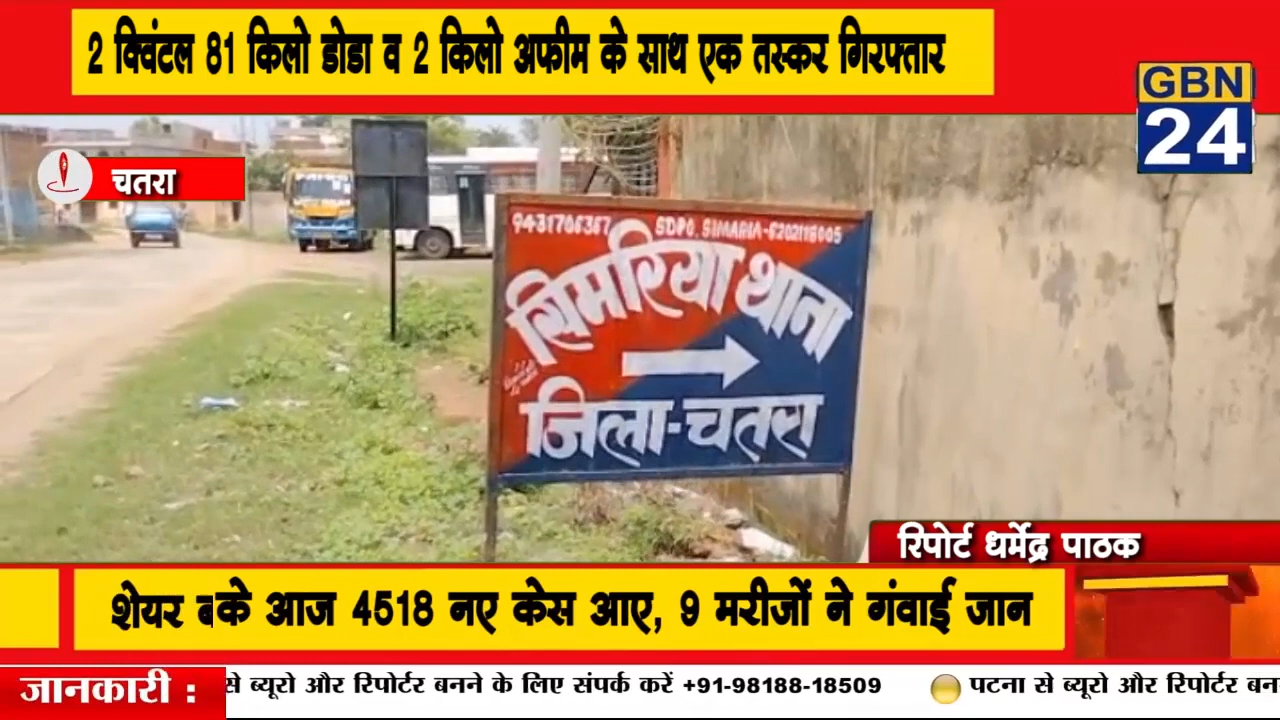 2 क्विंटल 81 किलो डोडा व 2 किलो अफीम के साथ एक तस्कर गिरफ्तार
GBN
24
चतरा
9431706367 SDPO. SIMARIA-6202118005
सिमरिया थाना
जिला-चतरा
रिपोर्ट धर्मेद्र पाठक
शेयर बके आज 4518 नए केस आए, 9 मरीजों ने गंवाई जान
जानकारी : से ब्यूरो और रिपोर्टर बनने के लिए संपर्क करें +91-98188-18509 पटना से ब्यूरो और रिपोर्टर बन